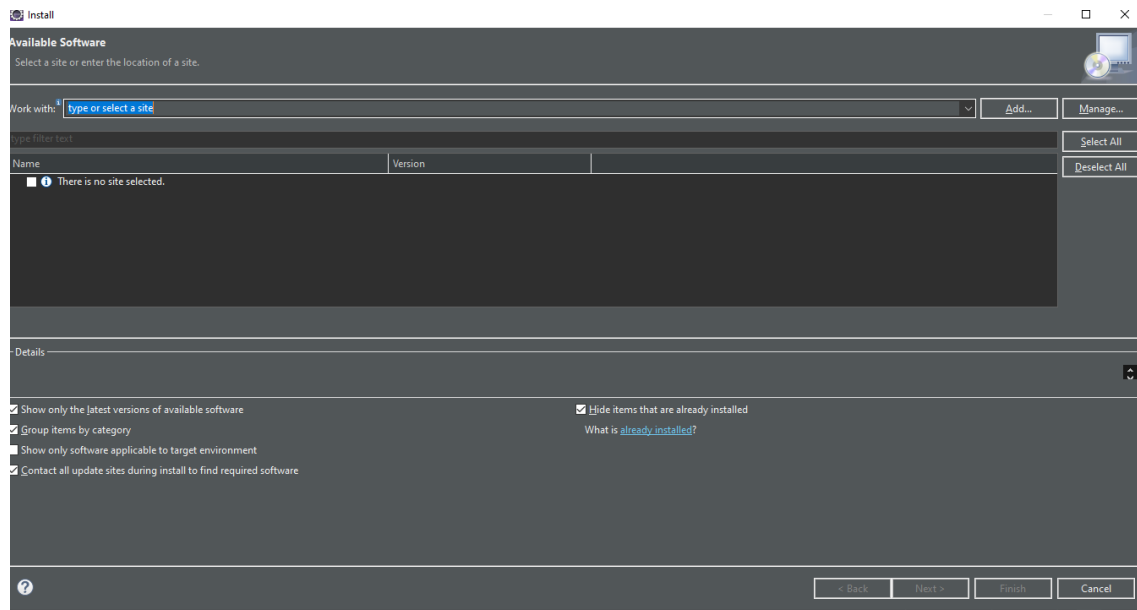 Install
Available Software
Select a site or enter the location of a site.
Work with: type or select a site Add... Manage...
type filter text Select All
Name Version
There is no site selected. Deselect All
Details
Show only the latest versions of available software Hide items that are already installed
Group items by category What is already installed?
Show only software applicable to target environment
Contact all update sites during install to find required software
< Back Next > Finish Cancel